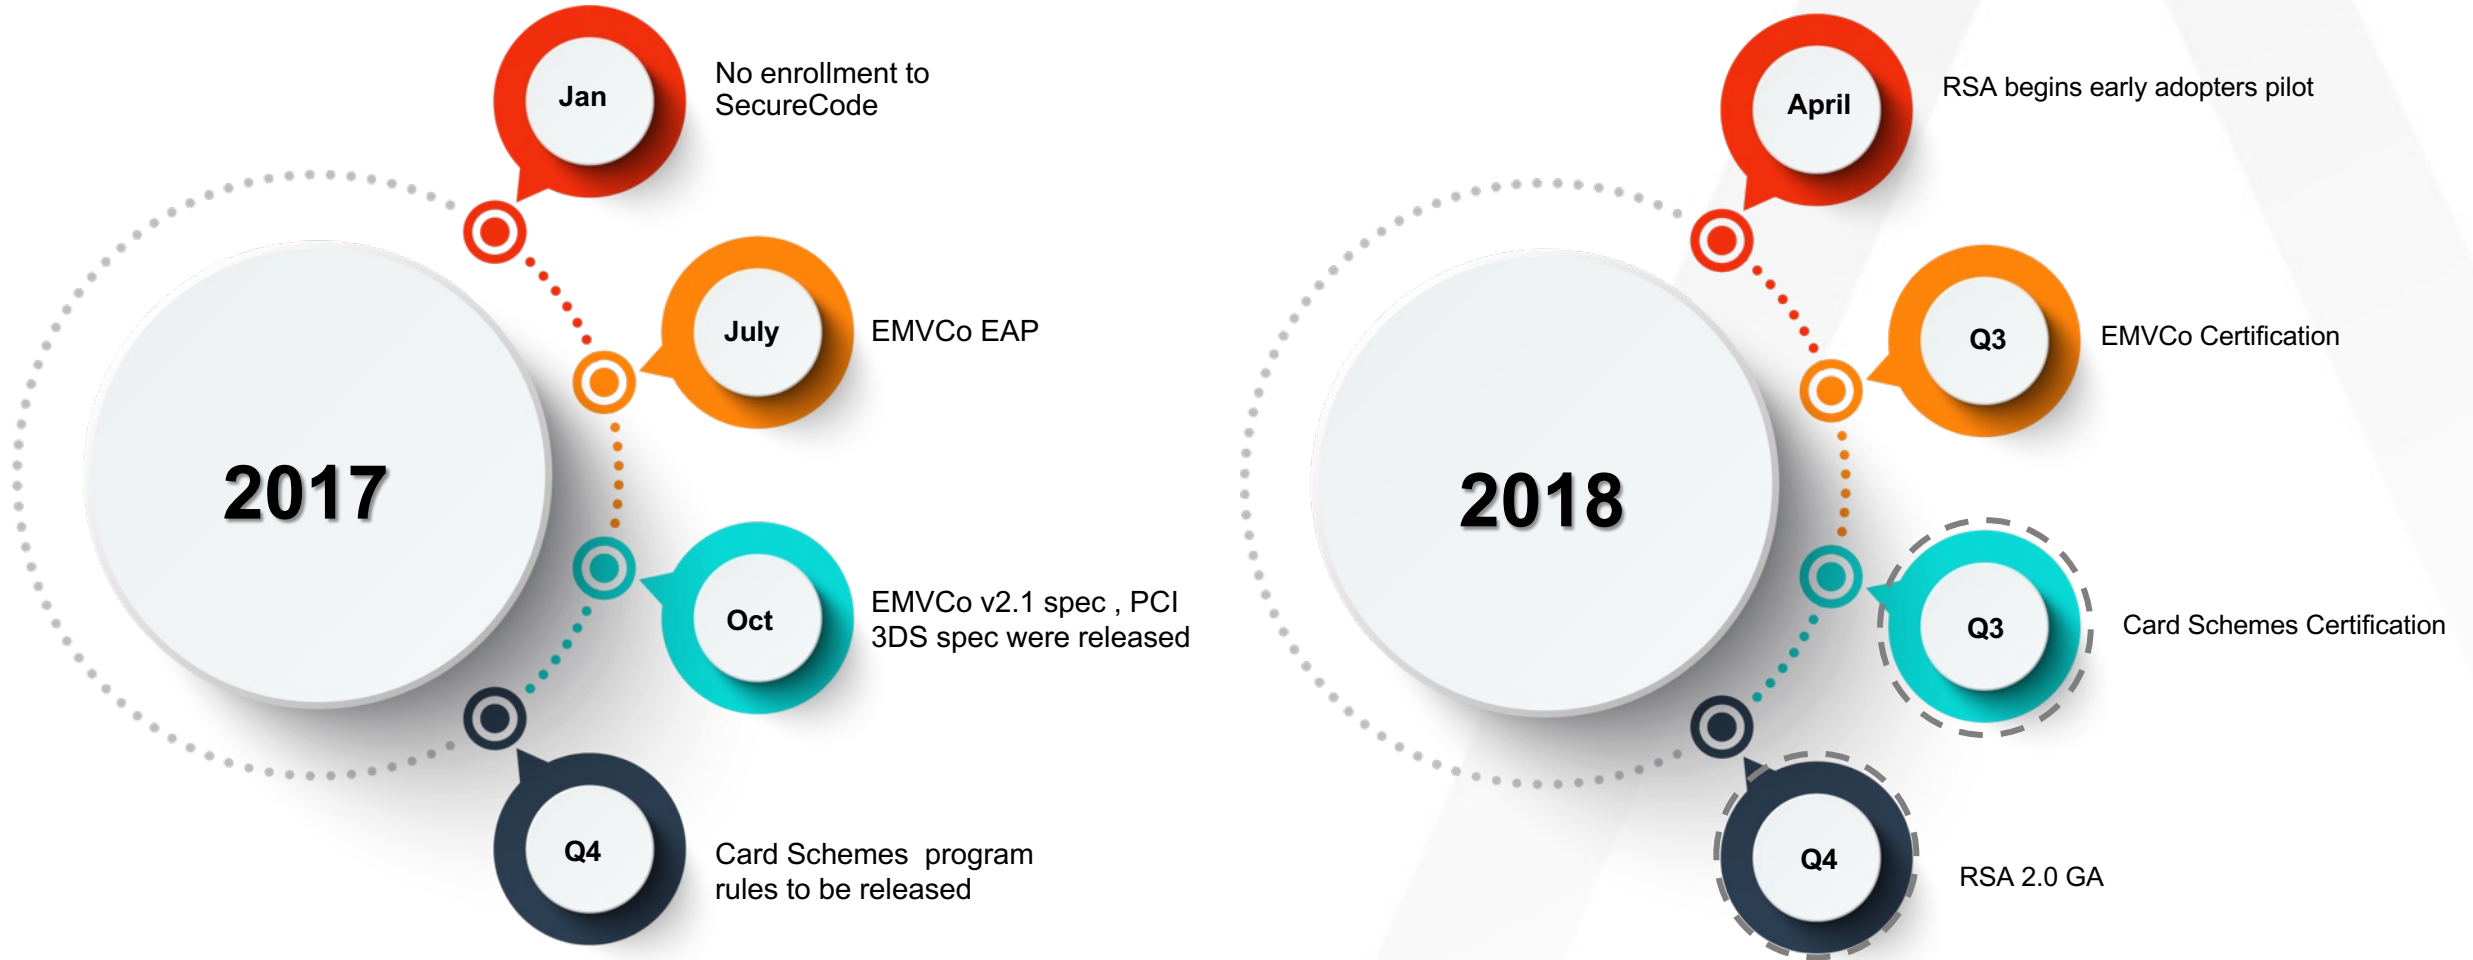 2017
Jan
No enrollment to
SecureCode
July
EMVCo EAP
Oct
EMVCo v2.1 spec , PCI
3DS spec were released
Q4
Card Schemes  program
rules to be released
2018
April
RSA begins early adopters pilot
Q3
EMVCo Certification
Q3
Card Schemes Certification
Q4
RSA 2.0 GA